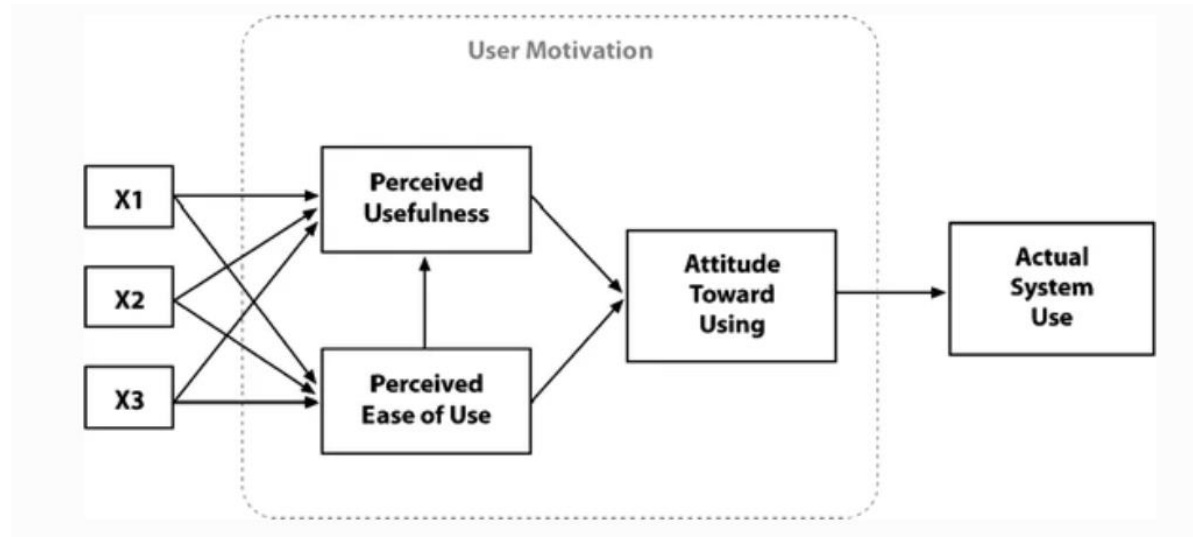 User Motivation
X1
X2
X3
Perceived
Usefulness
Perceived
Ease of Use
Attitude
Toward
Using
Actual
System
Use